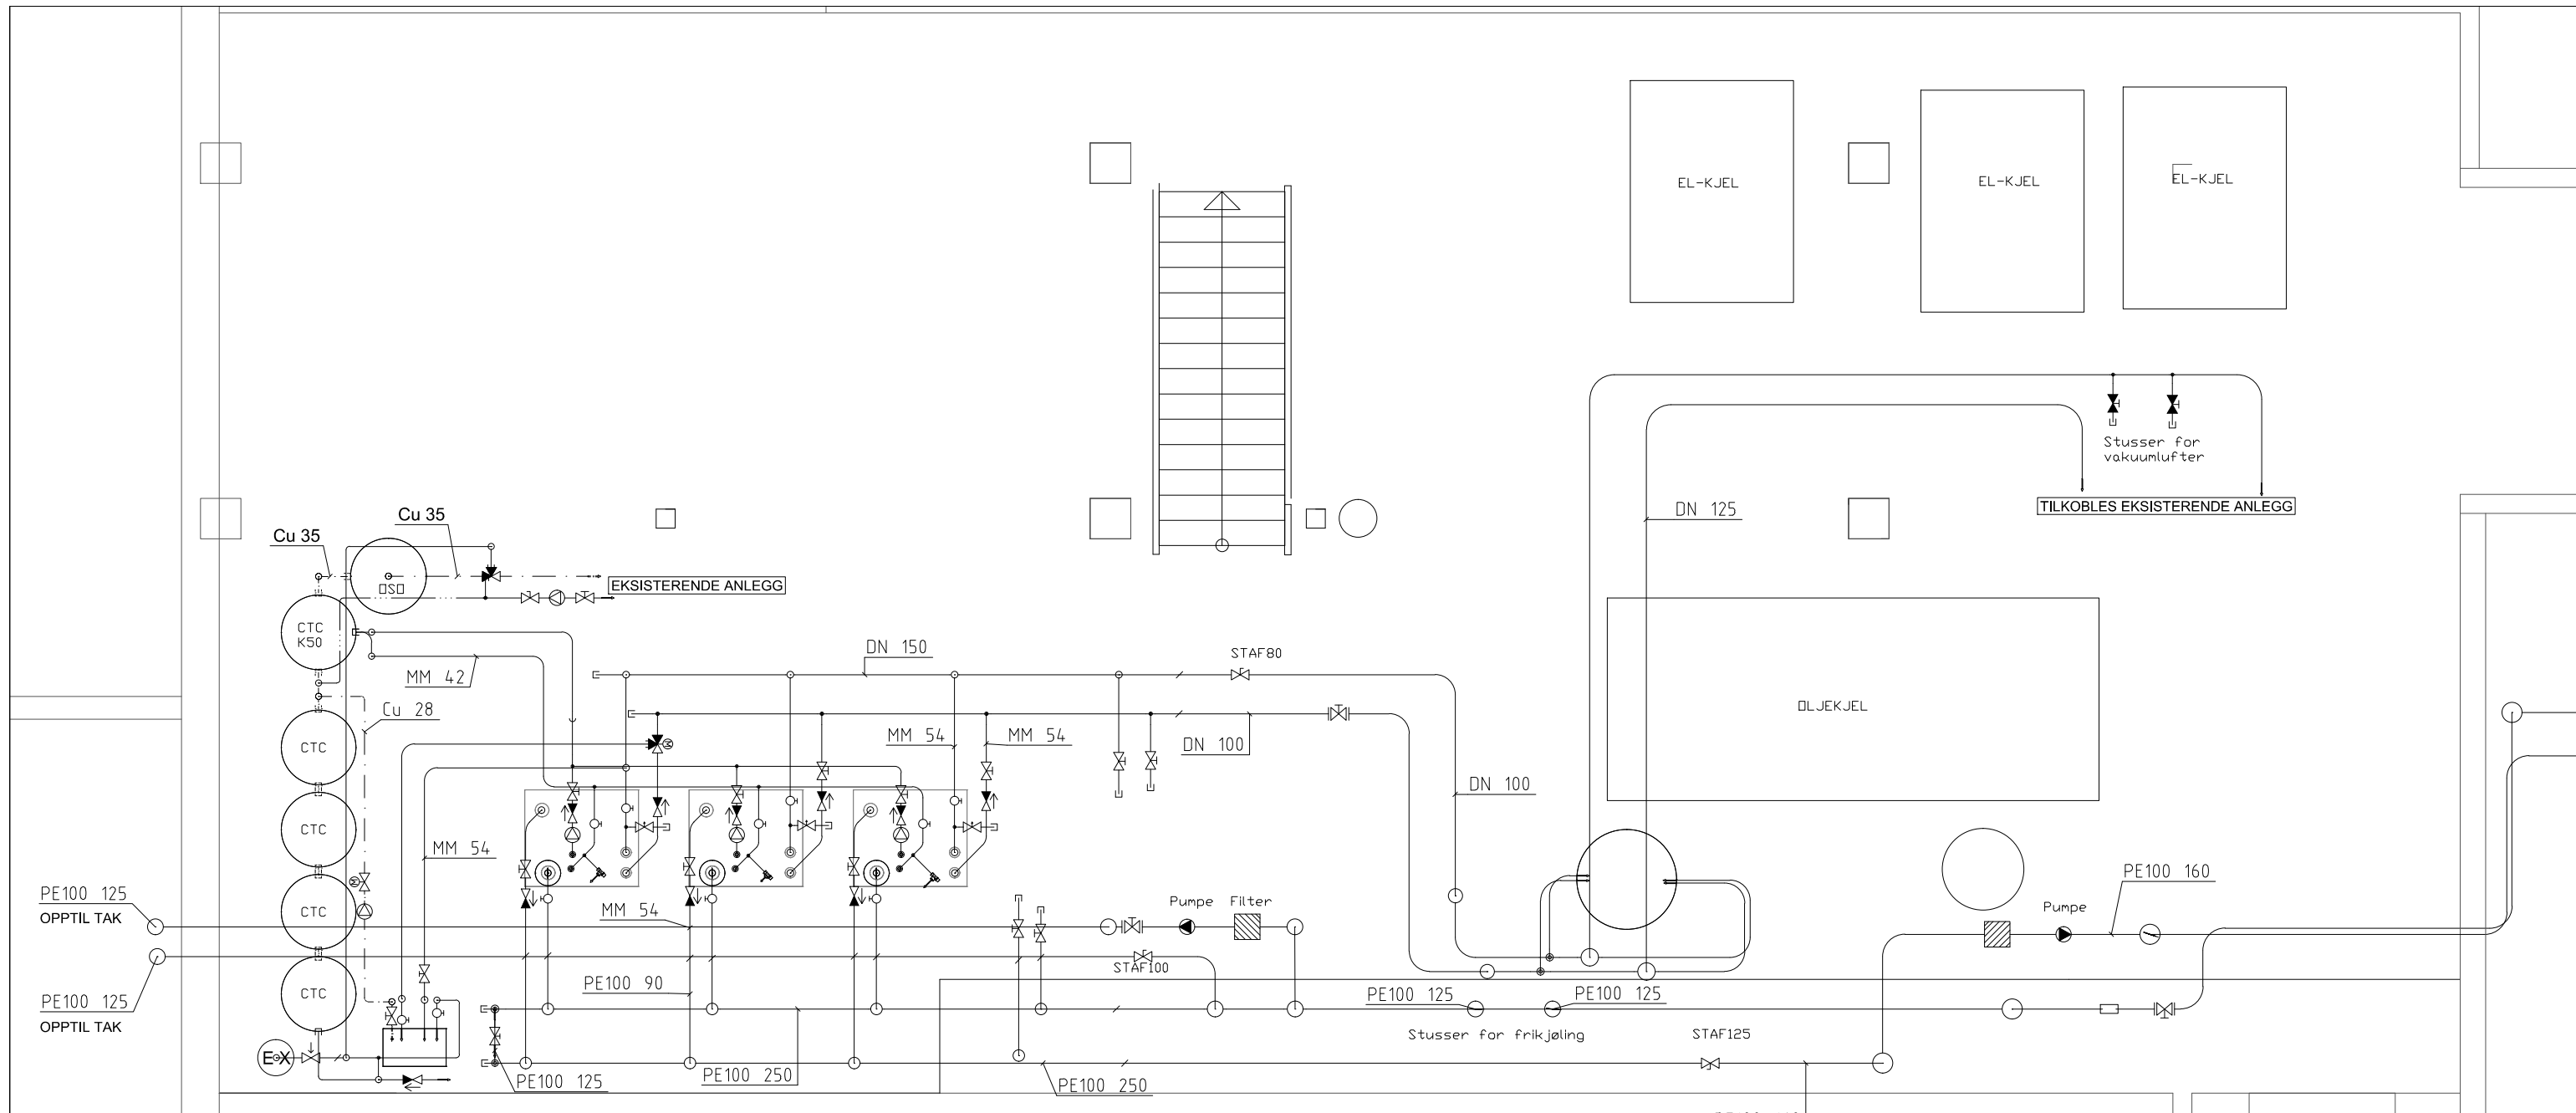 EL-KJEL
EL-KJEL
EL-KJEL
Stusser for
vakuumlufter
TILKOBLES EKSISTERENDE ANLEGG
DN 125
Cu 35
Cu 35
OSO
EKSISTERENDE ANLEGG
CTC
K50
MM 42
DN 150
STAF80
Cu 28
CTC
MM 54
MM 54
DN 100
OLJEKJEL
DN 100
CTC
MM 54
PE100 125
OPPTIL TAK
CTC
MM 54
Pumpe
Filter
Pumpe
PE100 160
STAF100
CTC
PE100 90
PE100 125
OPPTIL TAK
PE100 125
PE100 125
Stusser for frikjøling
STAF125
EX
PE100 125
PE100 250
PE100 250